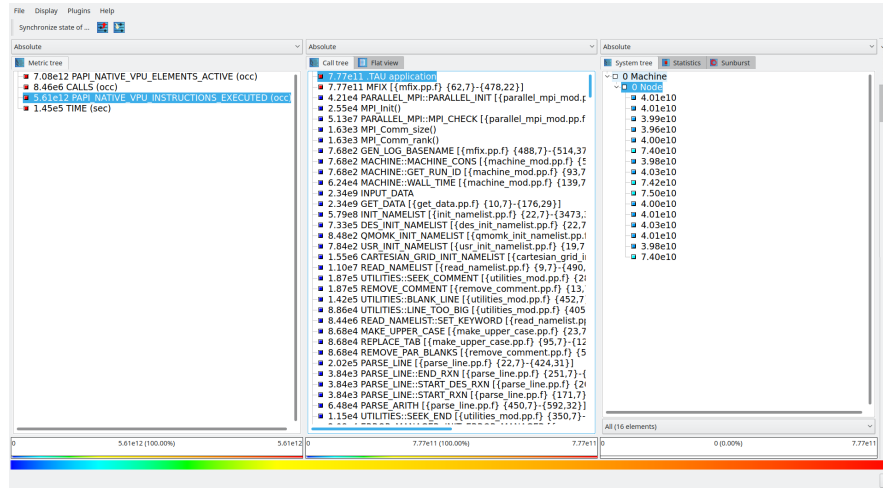 File Display Plugins Help
Synchronize state of ...
Absolute
Absolute
Absolute
Metric tree
Call tree
Flat view
System tree
Statistics
Sunburst
7.08e12 PAPI_NATIVE_VPU_ELEMENTS_ACTIVE (occ)
8.46e6 CALLS (occ)
5.61e12 PAPI_NATIVE_VPU_INSTRUCTIONS_EXECUTED (occ)
1.45e5 TIME (sec)
7.77e11 .TAU application
7.77e11 MFIX [{mfix.pp.f} {62,7}-{478,22}]
4.21e4 PARALLEL_MPI::PARALLEL_INIT [{parallel_mpi_mod.p
2.55e4 MPI_Init()
5.13e7 PARALLEL_MPI::MPI_CHECK [{parallel_mpi_mod.pp.f
1.63e3 MPI_Comm_size()
1.63e3 MPI_Comm_rank()
7.68e2 GEN_LOG_BASENAME [{mfix.pp.f} {488,7}-{514,37
7.68e2 MACHINE::MACHINE_CONS [{machine_mod.pp.f} {5
7.68e2 MACHINE::GET_RUN_ID [{machine_mod.pp.f} {93,7
6.24e4 MACHINE::WALL_TIME [{machine_mod.pp.f} {139,7
2.34e9 INPUT_DATA
2.34e9 GET_DATA [{get_data.pp.f} {10,7}-{176,29}]
5.79e8 INIT_NAMELIST [{init_namelist.pp.f} {22,7}-{3473,
7.33e5 DES_INIT_NAMELIST [{des_init_namelist.pp.f} {22,7
8.48e2 QMOMK_INIT_NAMELIST [{qmomk_init_namelist.pp.
7.84e2 USR_INIT_NAMELIST [{usr_init_namelist.pp.f} {19,7
1.55e6 CARTESIAN_GRID_INIT_NAMELIST [{cartesian_grid_i
1.10e7 READ_NAMELIST [{read_namelist.pp.f} {9,7}-{490,
1.87e5 UTILITIES::SEEK_COMMENT [{utilities_mod.pp.f} {2
1.87e5 REMOVE_COMMENT [{remove_comment.pp.f} {13,
1.42e5 UTILITIES::BLANK_LINE [{utilities_mod.pp.f} {452,7
8.86e4 UTILITIES::LINE_TOO_BIG [{utilities_mod.pp.f} {405
8.44e6 READ_NAMELIST::SET_KEYWORD [{read_namelist.p
8.68e4 MAKE_UPPER_CASE [{make_upper_case.pp.f} {23,7
8.68e4 REPLACE_TAB [{make_upper_case.pp.f} {95,7}-{12
8.68e4 REMOVE_PAR_BLANKS [{remove_comment.pp.f} {5
2.02e5 PARSE_LINE [{parse_line.pp.f} {22,7}-{424,31}]
3.84e3 PARSE_LINE::END_RXN [{parse_line.pp.f} {251,7}-{
3.84e3 PARSE_LINE::START_DES_RXN [{parse_line.pp.f} {2
3.84e3 PARSE_LINE::START_RXN [{parse_line.pp.f} {171,7
6.48e4 PARSE_ARITH [{parse_line.pp.f} {450,7}-{592,32}]
1.15e4 UTILITIES::SEEK_END [{utilities_mod.pp.f} {350,7}-
0 Machine
0 Node
4.01e10
4.01e10
3.99e10
3.96e10
4.00e10
7.40e10
3.98e10
4.03e10
7.42e10
7.50e10
4.00e10
4.01e10
4.03e10
4.01e10
3.98e10
7.40e10
All (16 elements)
0 5.61e12 (100.00%) 5.61e12
0 7.77e11 (100.00%) 7.77e11
0 0 (0.00%) 7.77e11